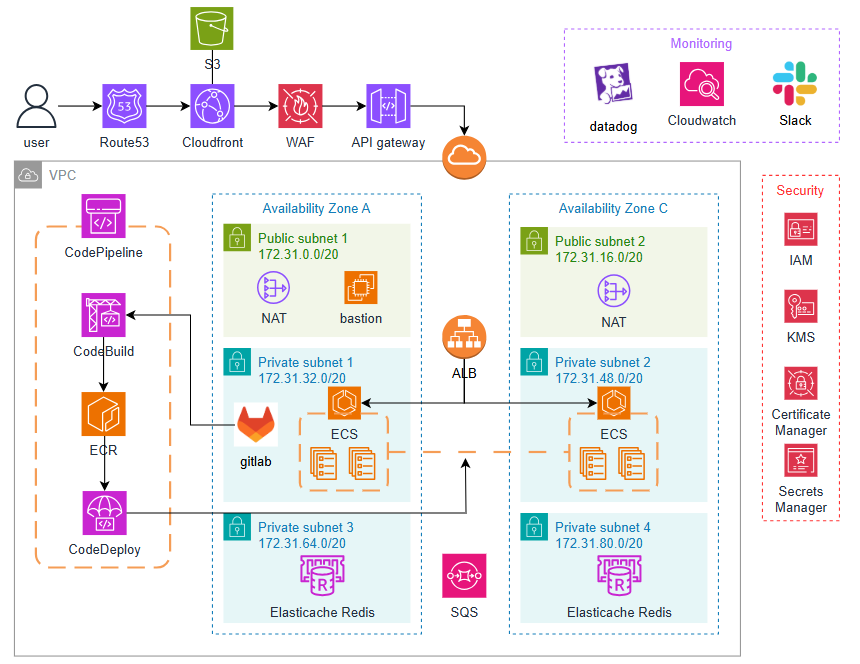 S3
53
user
Route53
Cloudfront
WAF
API gateway
Monitoring
datadog
Cloudwatch
Slack
VPC
CodePipeline
CodeBuild
ECR
CodeDeploy
Availability Zone A
Public subnet 1
172.31.0.0/20
NAT
bastion
Private subnet 1
172.31.32.0/20
ECS
gitlab
Private subnet 3
172.31.64.0/20
R
Elasticache Redis
ALB
SQS
Availability Zone C
Public subnet 2
172.31.16.0/20
NAT
Private subnet 2
172.31.48.0/20
ECS
Private subnet 4
172.31.80.0/20
R
Elasticache Redis
Security
IAM
KMS
Certificate
Manager
Secrets
Manager